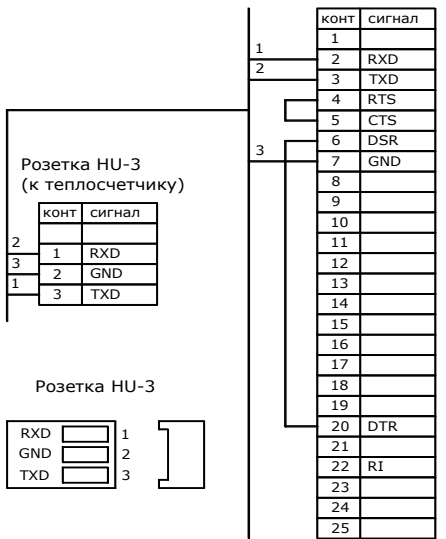 конт сигнал
1
1
2 RXD
2
3 TXD
4 RTS
5 CTS
6 DSR
3
7 GND
8
9
10
11
12
13
14
15
16
17
18
19
20 DTR
21
22 RI
23
24
25
Розетка HU-3
(к теплосчетчику)
конт сигнал
2
1 RXD
3
2 GND
1
3 TXD
Розетка HU-3
RXD 1
GND 2
TXD 3